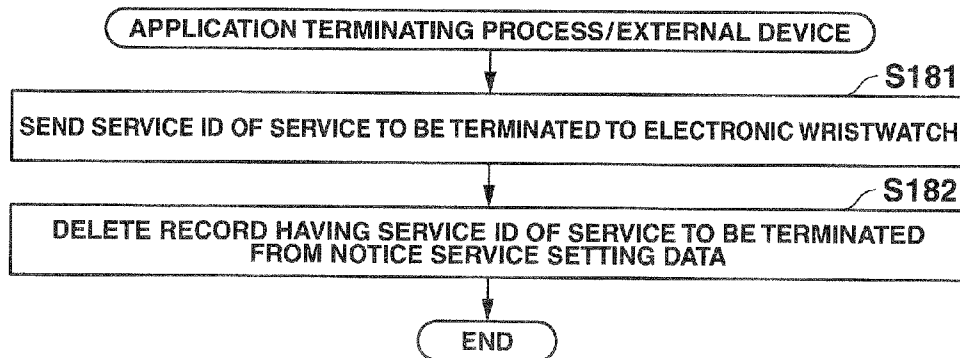 APPLICATION TERMINATING PROCESS/EXTERNAL DEVICE
S181
SEND SERVICE ID OF SERVICE TO BE TERMINATED TO ELECTRONIC WRISTWATCH
S182
DELETE RECORD HAVING SERVICE ID OF SERVICE TO BE TERMINATED
FROM NOTICE SERVICE SETTING DATA
END